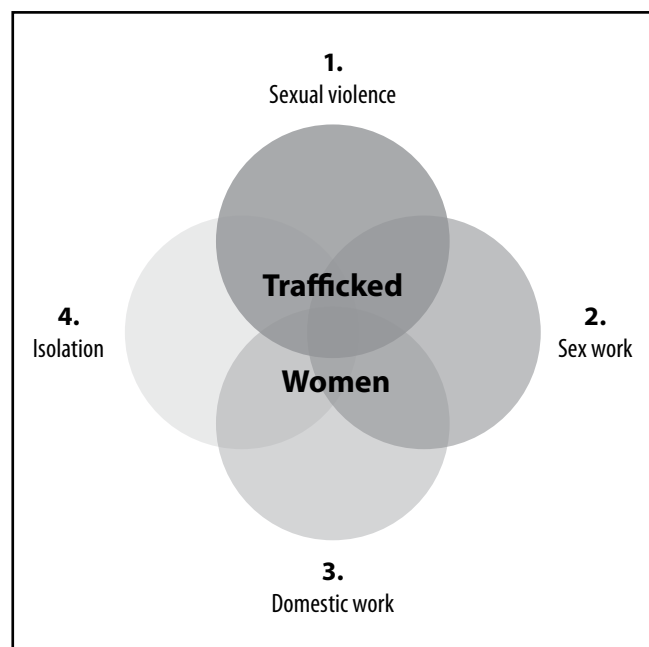 1.
Sexual violence
Trafficked
4.
Isolation
2.
Sex work
Women
3.
Domestic work